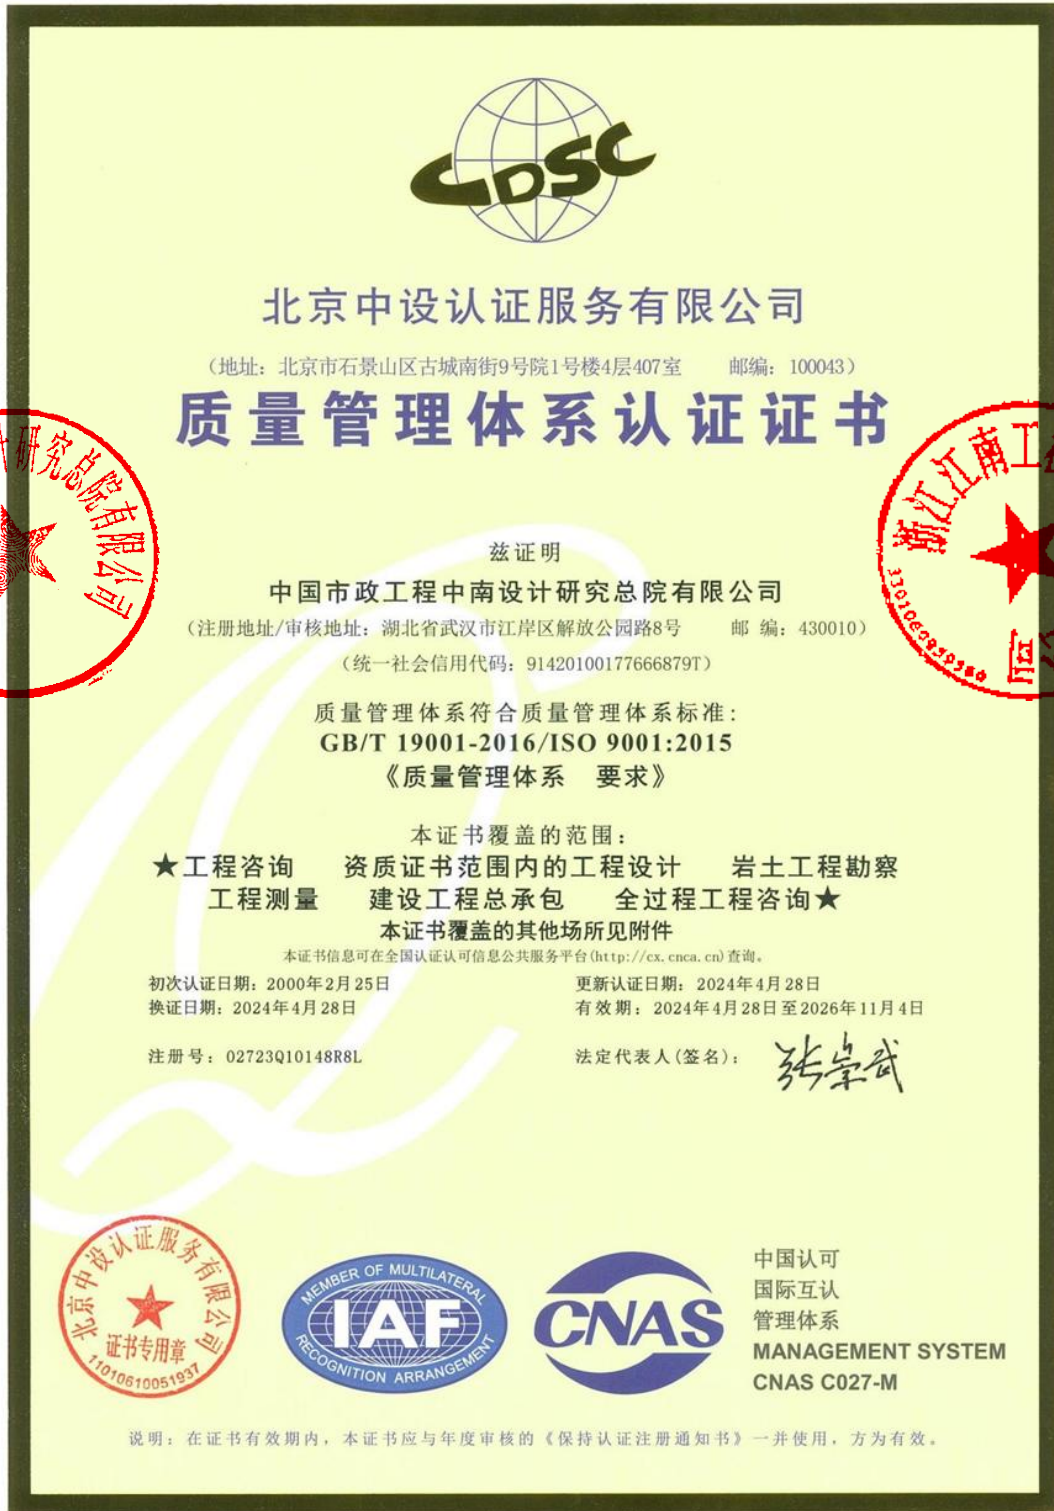 CDSC
北京中设认证服务有限公司
（地址：北京市石景山区古城南街9号院1号楼4层407室　邮编：100043）
质量管理体系认证证书
研究总院有限公司
浙江江南工
兹证明
中国市政工程中南设计研究总院有限公司
（注册地址/审核地址：湖北省武汉市江岸区解放公园路8号　邮 编：430010）
（统一社会信用代码：91420100177666879T）
质量管理体系符合质量管理体系标准：
GB/T 19001-2016/ISO 9001:2015
《质量管理体系　要求》
本证书覆盖的范围：
★工程咨询　资质证书范围内的工程设计　岩土工程勘察
工程测量　建设工程总承包　全过程工程咨询★
本证书覆盖的其他场所见附件
本证书信息可在全国认证认可信息公共服务平台(http://cx.cnca.cn)查询。
初次认证日期：2000年2月25日　更新认证日期：2024年4月28日
换证日期：2024年4月28日　有效期：2024年4月28日至2026年11月4日
注册号：02723Q10148R8L　法定代表人(签名)：张崇武
北京中设认证服务有限公司
证书专用章
11010610051937
MEMBER OF MULTILATERAL
IAF
RECOGNITION ARRANGEMENT
CNAS
中国认可
国际互认
管理体系
MANAGEMENT SYSTEM
CNAS C027-M
说明：在证书有效期内，本证书应与年度审核的《保持认证注册通知书》一并使用，方为有效。